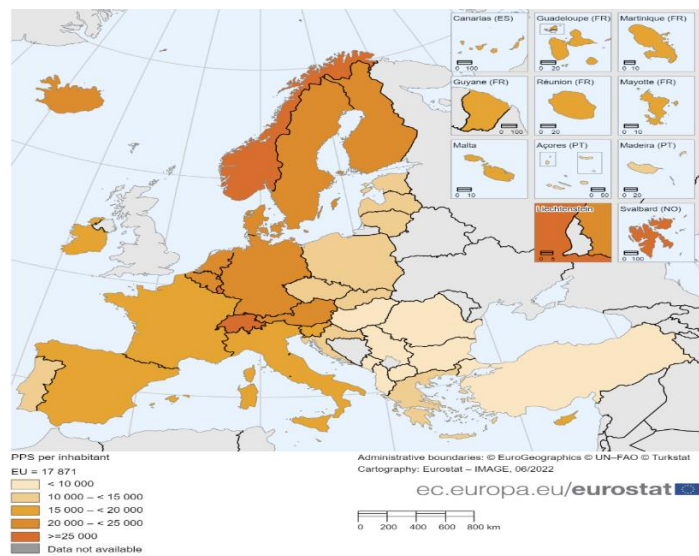 Canarias (ES)
0 100
Guadeloupe (FR)
0 20
Martinique (FR)
0 10
Guyane (FR)
0 100
Réunion (FR)
0 20
Mayotte (FR)
0 10
Malta
0 10
Açores (PT)
0 50
Madeira (PT)
0 20
Liechtenstein
0 5
Svalbard (NO)
0 100
PPS per inhabitant
EU = 17 871
< 10 000
10 000 – < 15 000
15 000 – < 20 000
20 000 – < 25 000
>=25 000
Data not available
Administrative boundaries: © EuroGeographics © UN–FAO © Turkstat
Cartography: Eurostat – IMAGE, 06/2022
ec.europa.eu/eurostat
0 200 400 600 800 km